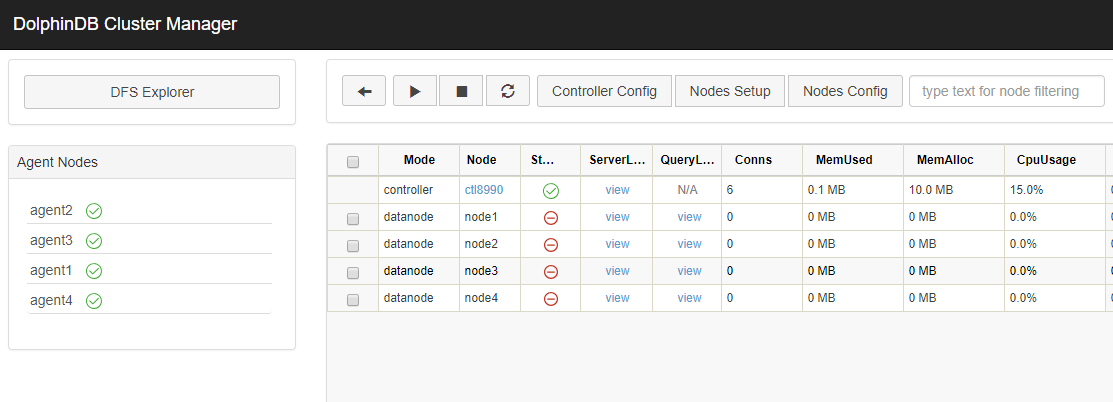 DolphinDB Cluster Manager
DFS Explorer
Agent Nodes
agent2
agent3
agent1
agent4
Controller Config Nodes Setup Nodes Config type text for node filtering
Mode Node St... ServerL... QueryL... Conns MemUsed MemAlloc CpuUsage
controller ctl8990 view N/A 6 0.1 MB 10.0 MB 15.0%
datanode node1 view view 0 0 MB 0 MB 0.0%
datanode node2 view view 0 0 MB 0 MB 0.0%
datanode node3 view view 0 0 MB 0 MB 0.0%
datanode node4 view view 0 0 MB 0 MB 0.0%